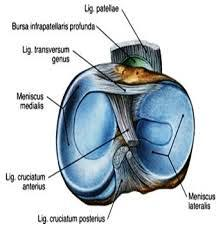 Lig. patellae
Bursa infrapatellaris profunda
Lig. transversum
genus
Meniscus
medialis
Lig. cruciatum
anterius
Lig. cruciatum posterius
Meniscus
lateralis